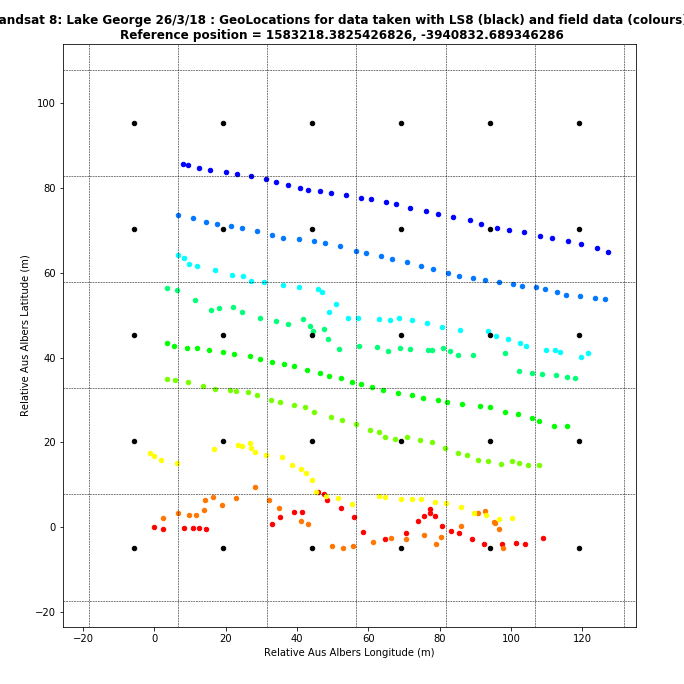 andsat 8: Lake George 26/3/18 : GeoLocations for data taken with LS8 (black) and field data (colours)
Reference position = 1583218.3825426826, -3940832.689346286
100
80
60
40
20
0
−20
−20 0 20 40 60 80 100 120
Relative Aus Albers Latitude (m)
Relative Aus Albers Longitude (m)